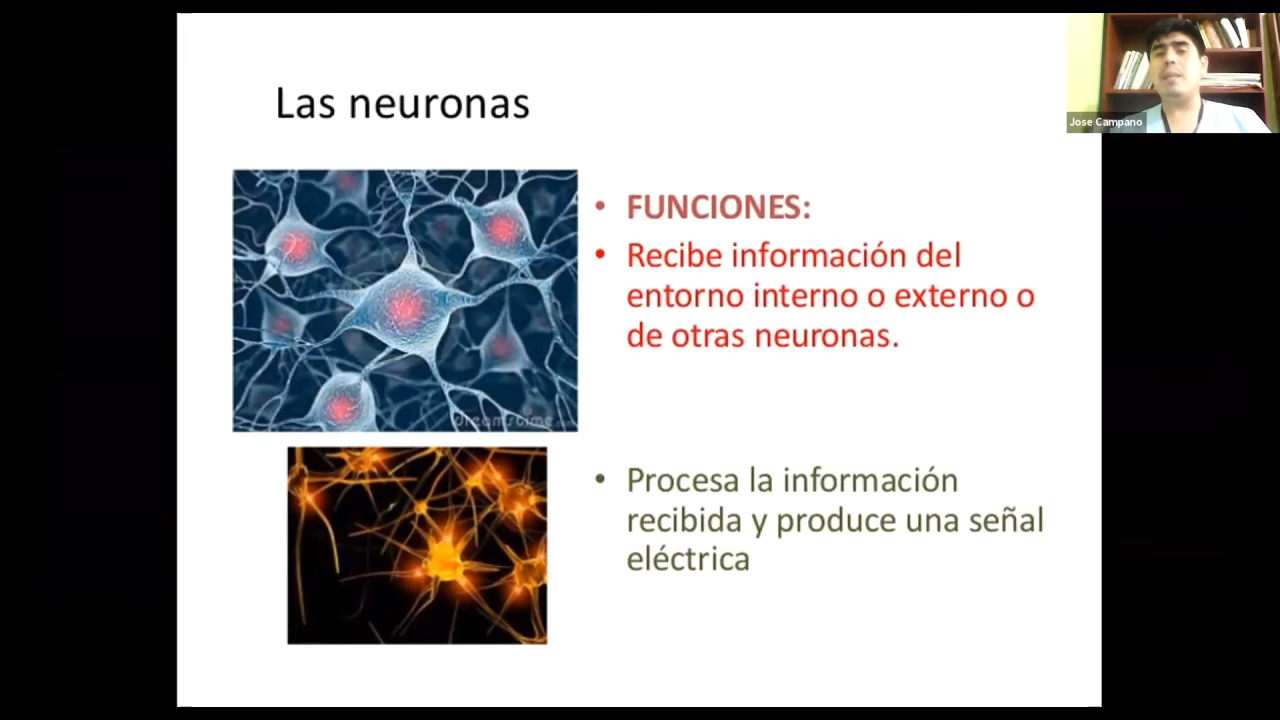 Las neuronas
Jose Campano
• FUNCIONES:
• Recibe información del
entorno interno o externo o
de otras neuronas.
dreamstime
• Procesa la información
recibida y produce una señal
eléctrica